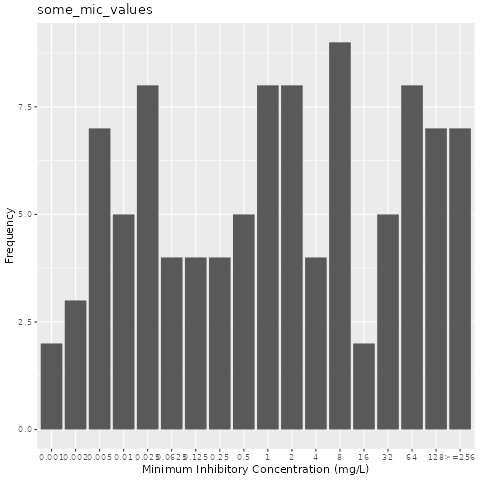 some_mic_values
7.5
5.0
2.5
0.0
Frequency
0.001 0.002 0.005 0.01 0.025 0.0625 0.125 0.25 0.5 1 2 4 8 16 32 64 128 >=256
Minimum Inhibitory Concentration (mg/L)